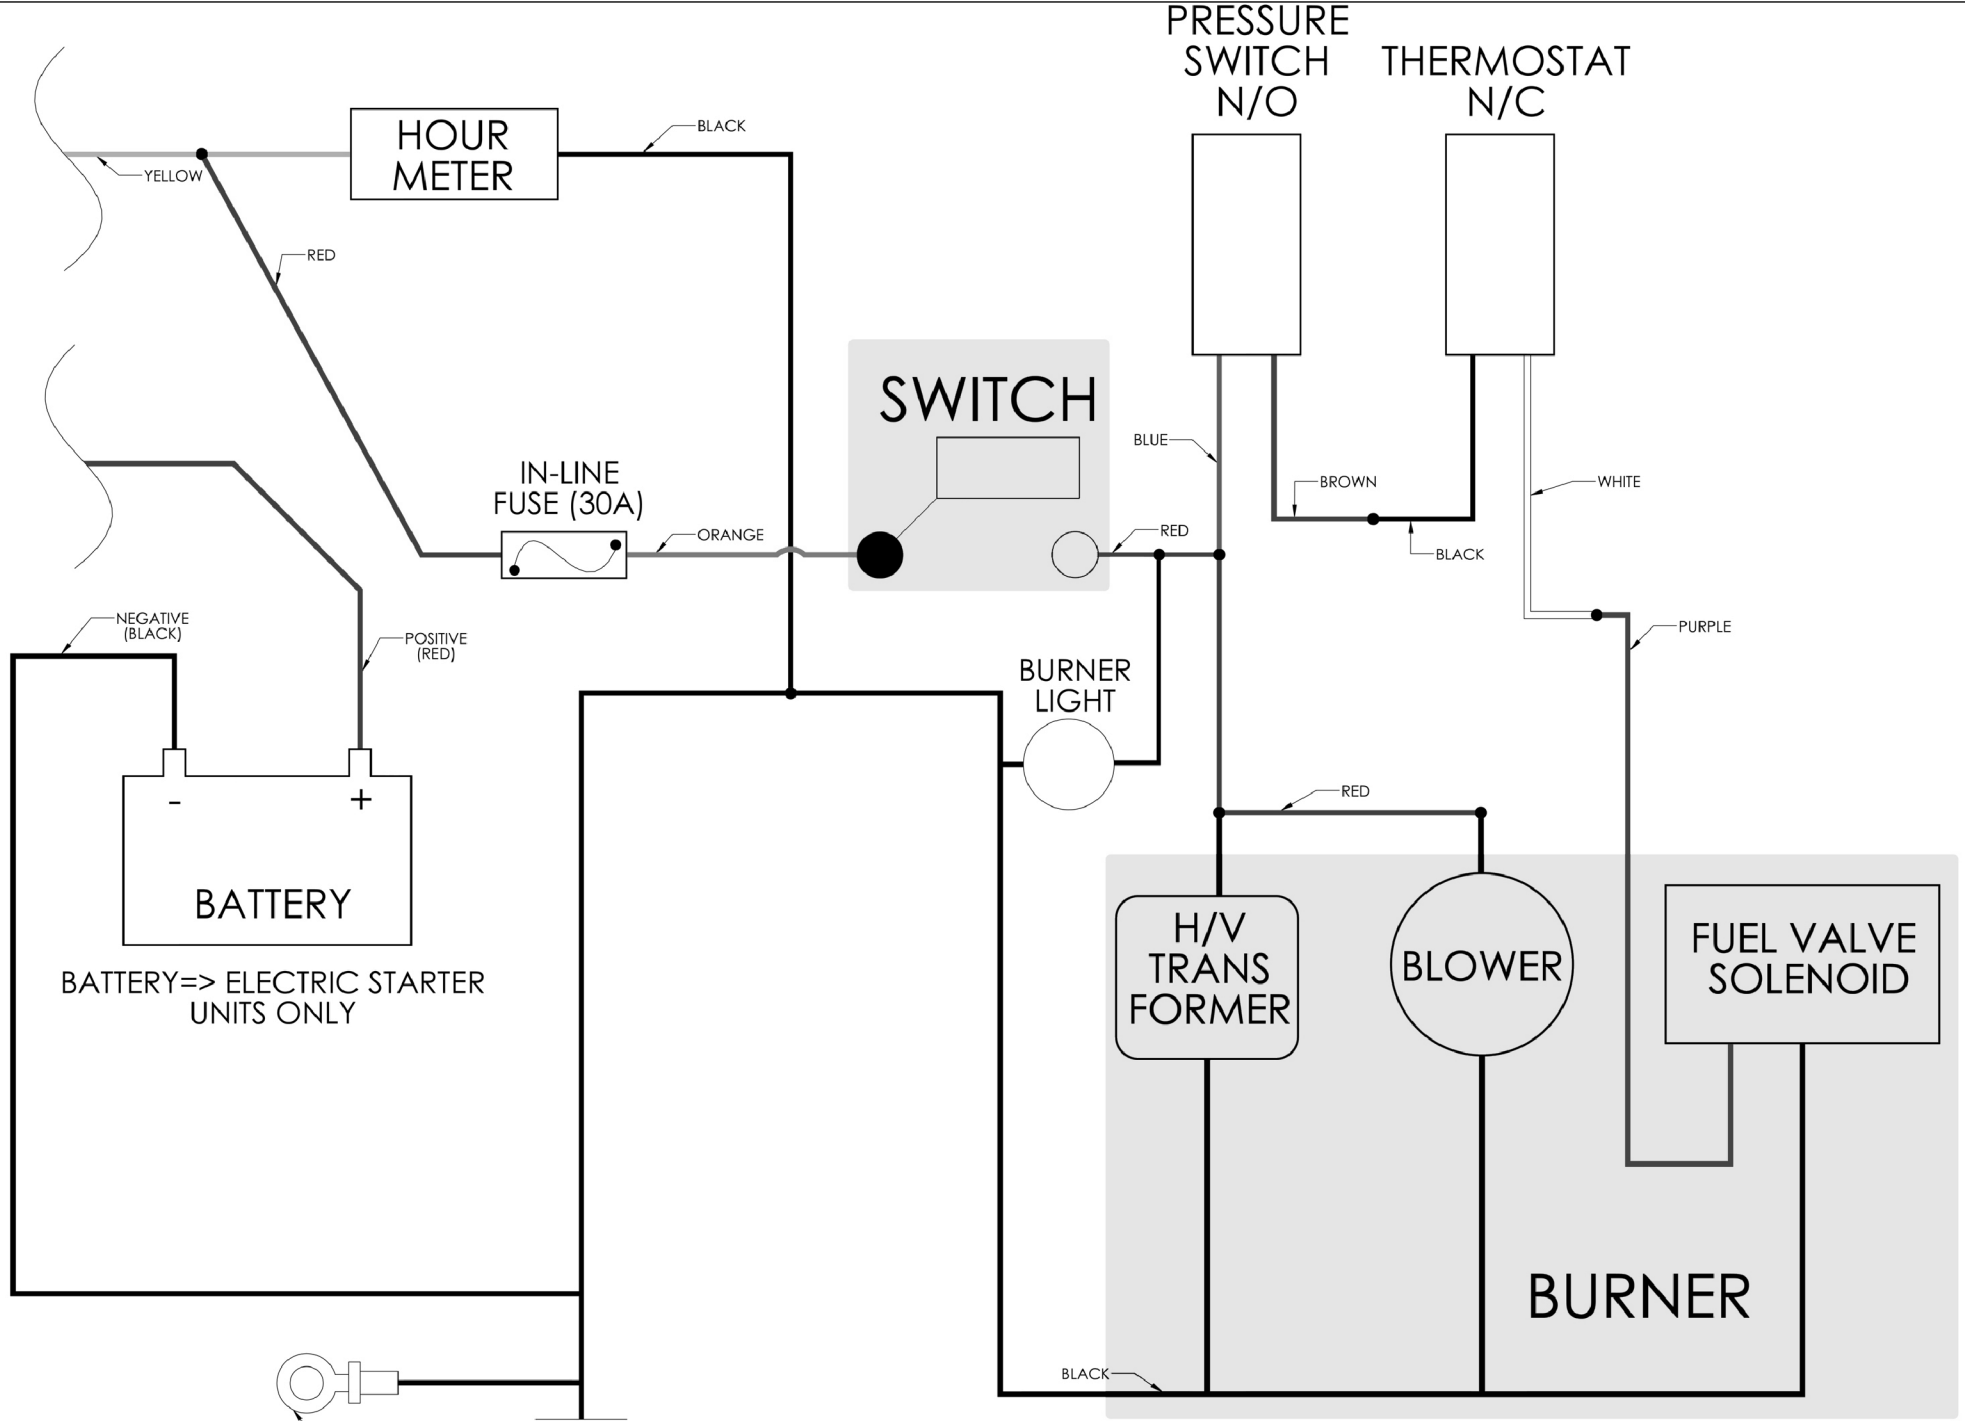 PRESSURE
SWITCH
N/O
THERMOSTAT
N/C
HOUR
METER
BLACK
YELLOW
RED
SWITCH
BLUE
BROWN
WHITE
IN-LINE
FUSE (30A)
ORANGE
RED
BLACK
NEGATIVE
(BLACK)
POSITIVE
(RED)
PURPLE
BURNER
LIGHT
RED
-
+
BATTERY
BATTERY=> ELECTRIC STARTER
UNITS ONLY
H/V
TRANS
FORMER
BLOWER
FUEL VALVE
SOLENOID
BURNER
BLACK